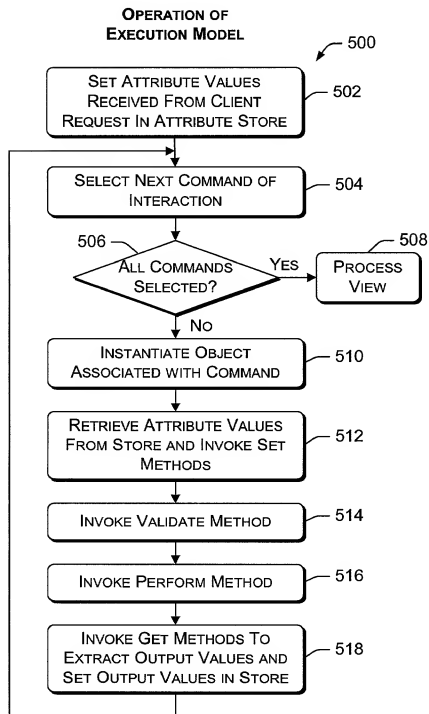 OPERATION OF
EXECUTION MODEL
500
SET ATTRIBUTE VALUES
RECEIVED FROM CLIENT
REQUEST IN ATTRIBUTE STORE
502
SELECT NEXT COMMAND OF
INTERACTION
504
506
ALL COMMANDS
SELECTED?
YES
508
PROCESS
VIEW
NO
INSTANTIATE OBJECT
ASSOCIATED WITH COMMAND
510
RETRIEVE ATTRIBUTE VALUES
FROM STORE AND INVOKE SET
METHODS
512
INVOKE VALIDATE METHOD
514
INVOKE PERFORM METHOD
516
INVOKE GET METHODS TO
EXTRACT OUTPUT VALUES AND
SET OUTPUT VALUES IN STORE
518